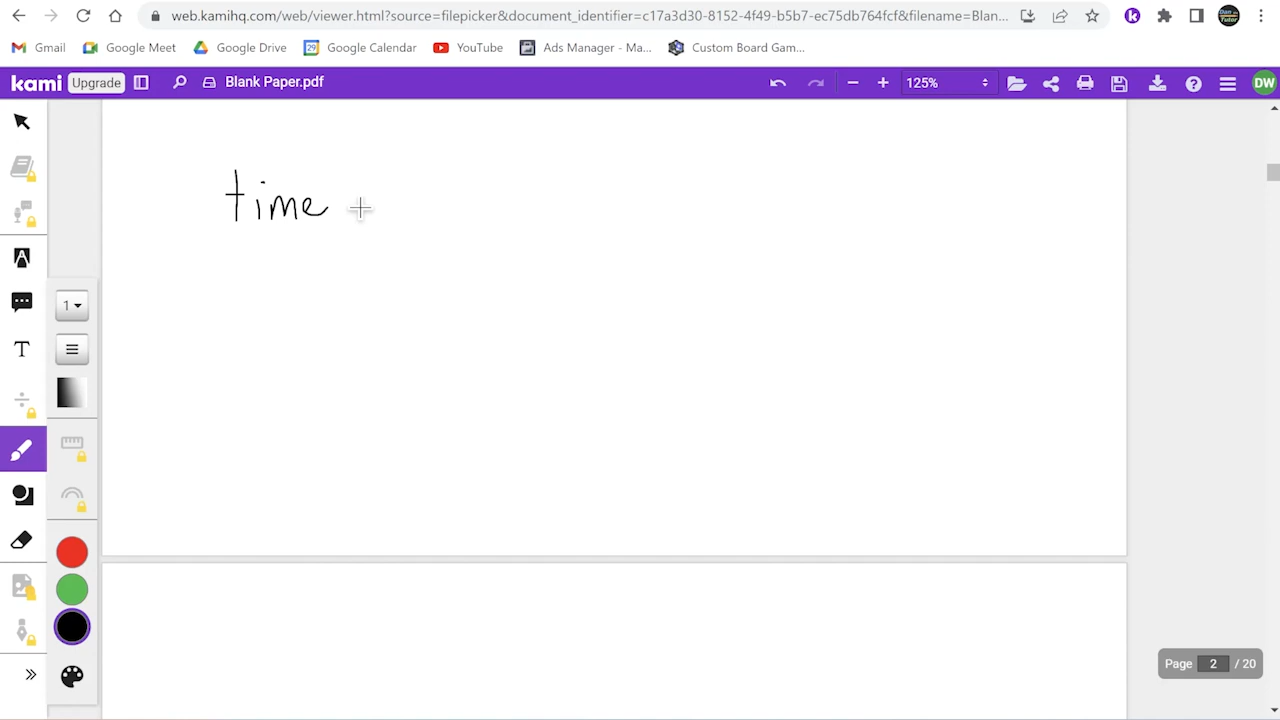 web.kamihq.com/web/viewer.html?source=filepicker&document_identifier=c17a3d30-8152-4f49-b5b7-ec75db764fcf&filename=Blan...
Gmail Google Meet Google Drive Google Calendar YouTube Ads Manager - Ma... Custom Board Gam...
kami Upgrade Blank Paper.pdf 125% DW
time
T
1
Page 2 / 20